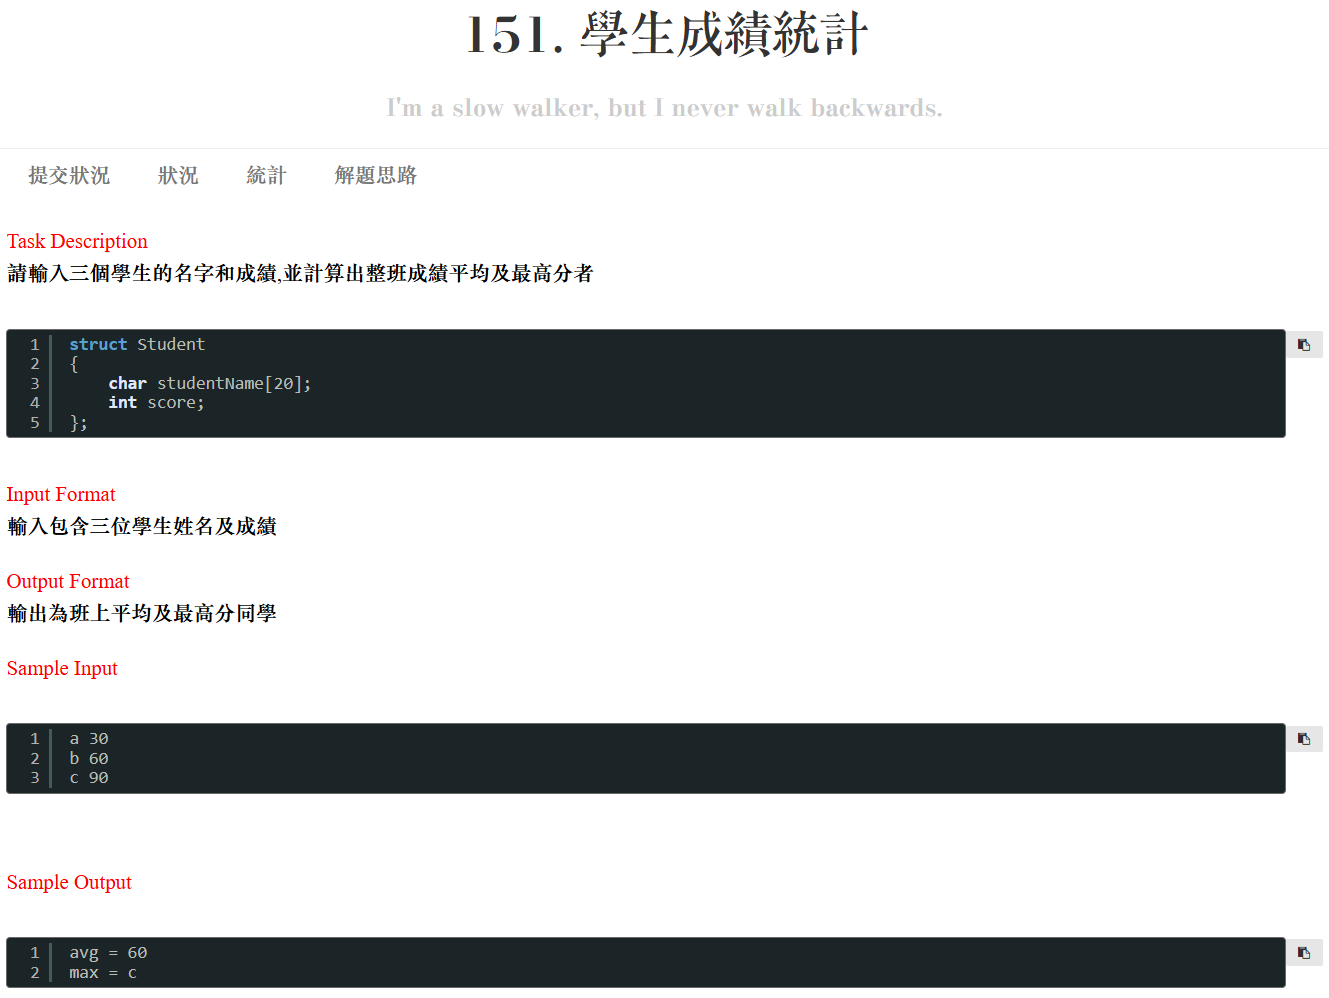 151. 學生成績統計
I'm a slow walker, but I never walk backwards.
提交狀況 狀況 統計 解題思路
Task Description
請輸入三個學生的名字和成績,並計算出整班成績平均及最高分者
1 struct Student
2 {
3 char studentName[20];
4 int score;
5 };
Input Format
輸入包含三位學生姓名及成績
Output Format
輸出為班上平均及最高分同學
Sample Input
1 a 30
2 b 60
3 c 90
Sample Output
1 avg = 60
2 max = c